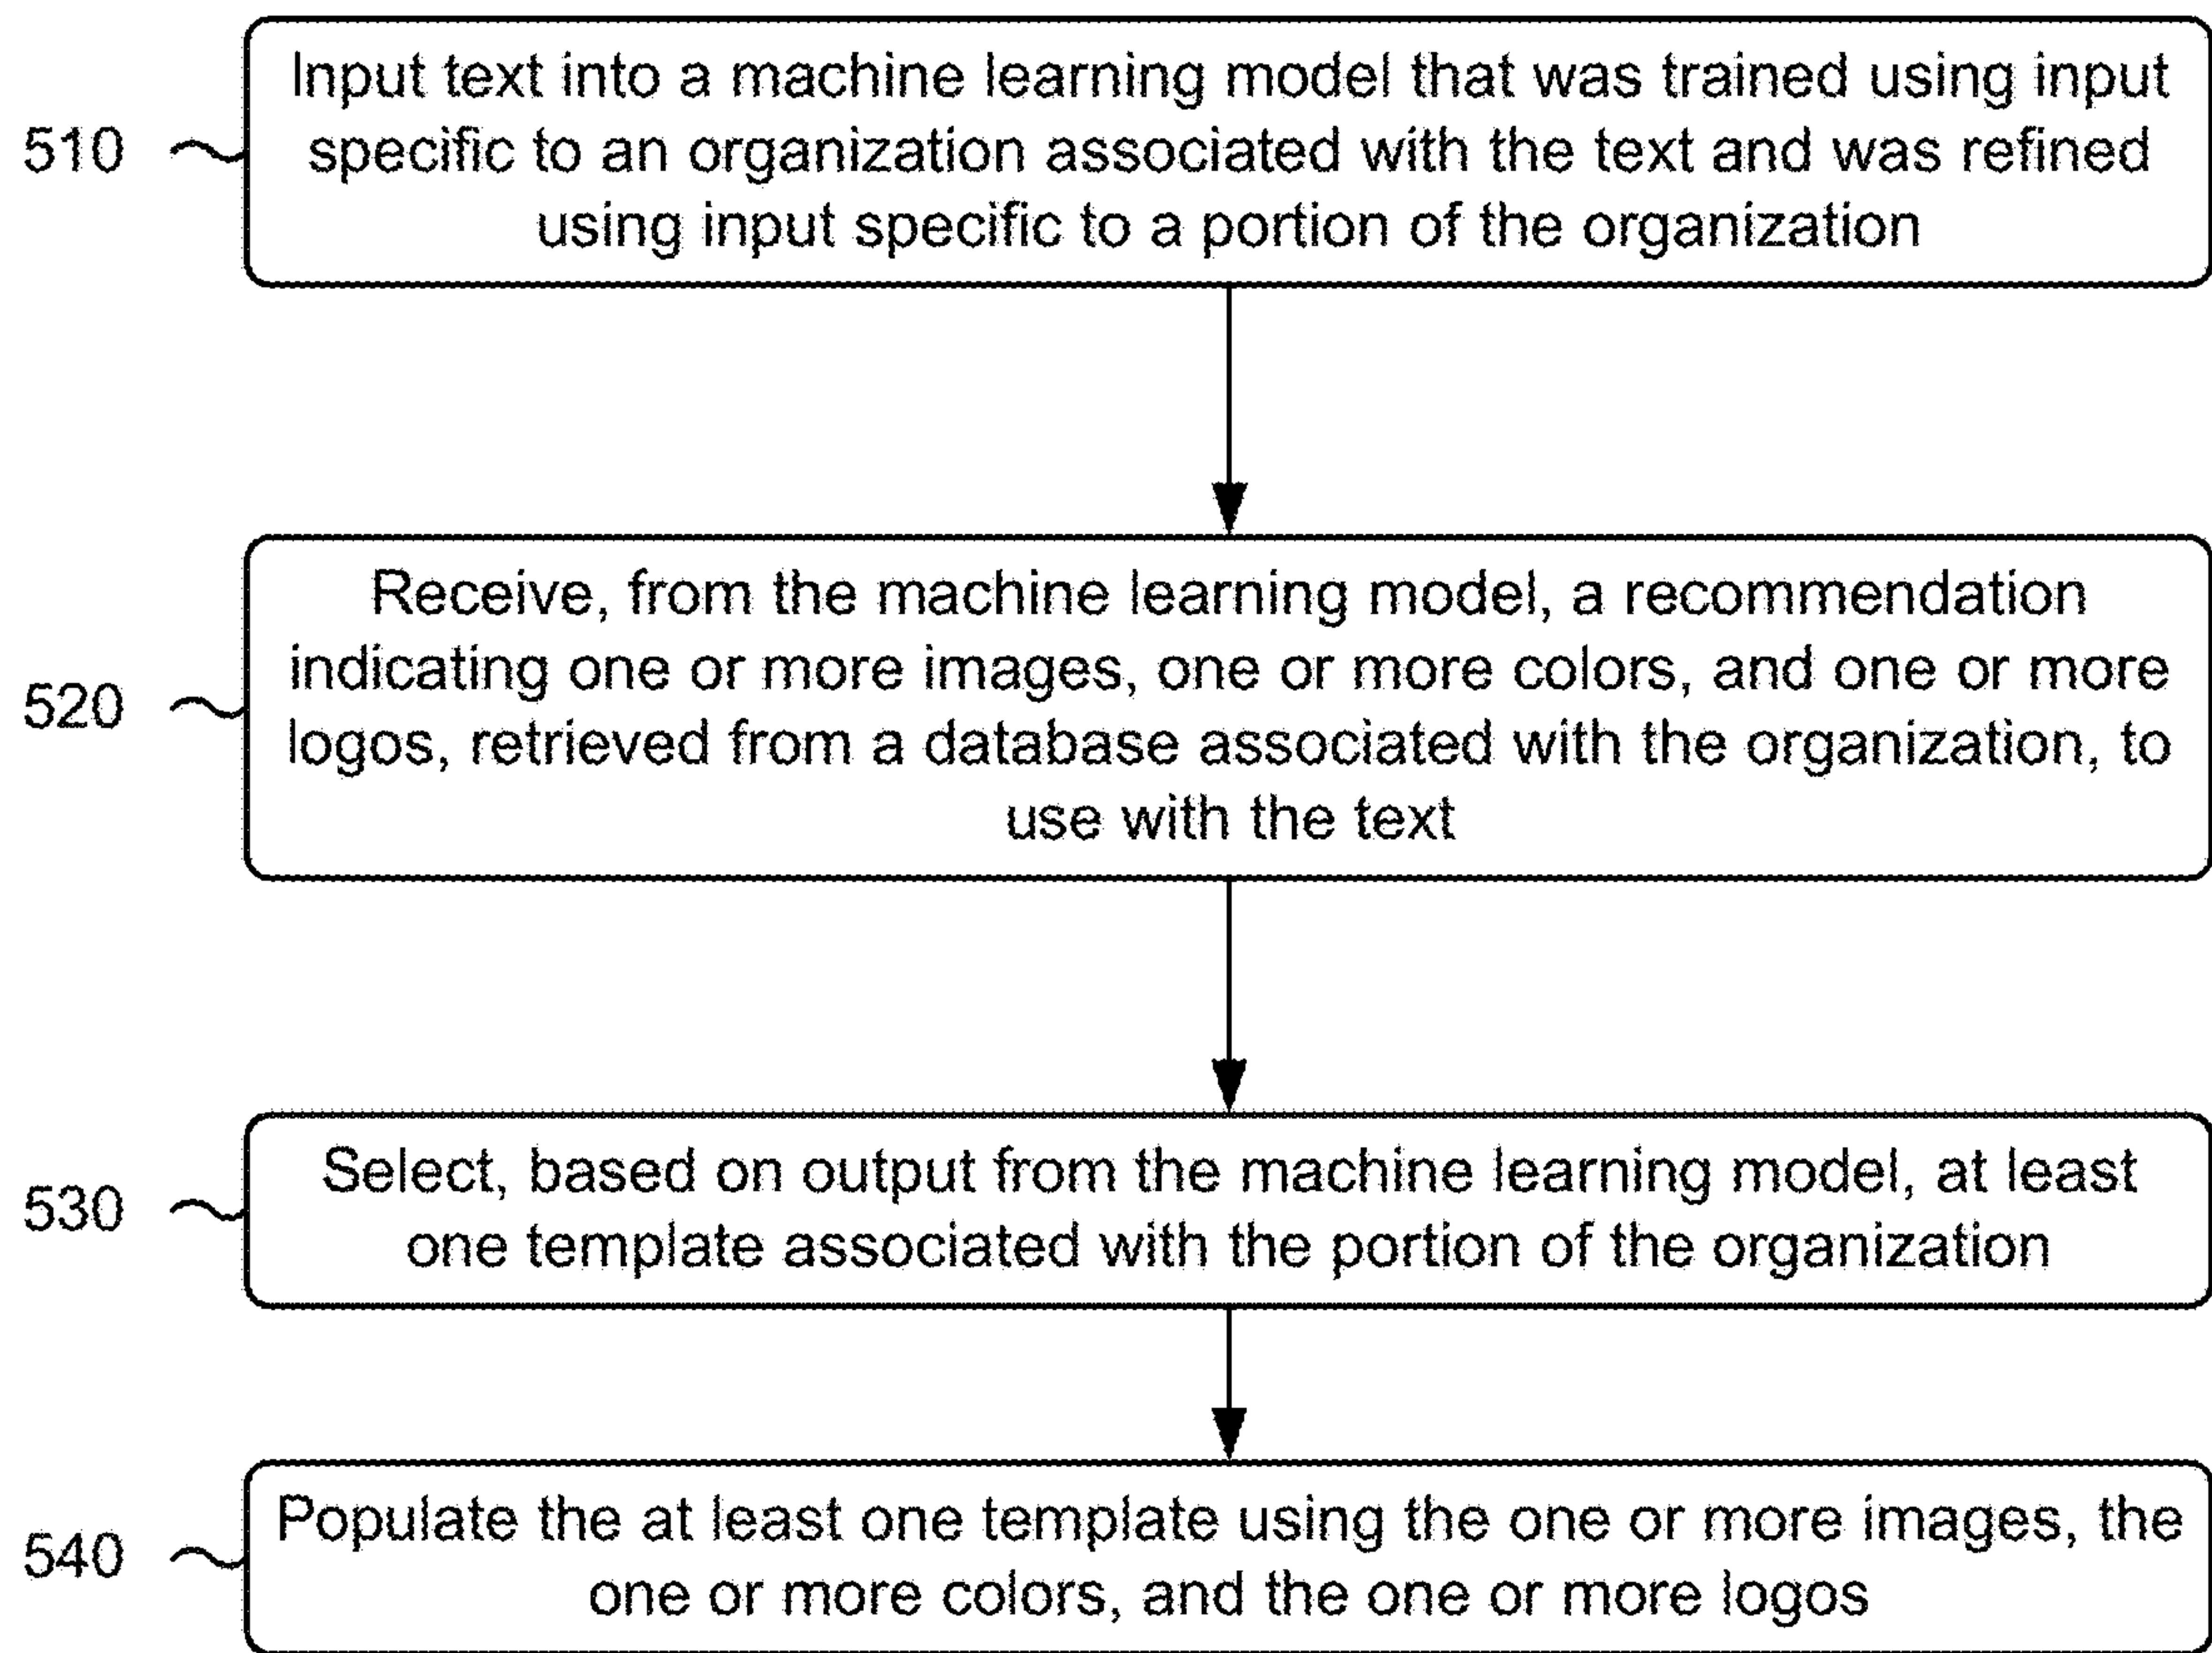 Input text into a machine learning model that was trained using input
510
specific to an organization associated with the text and was refined
using input specific to a portion of the organization
Receive, from the machine learning model, a recommendation
indicating one or more images, one or more colors, and one or more
520
logos, retrieved from a database associated with the organization, to
use with the text
Select, based on output from the machine learning model, at least
530
one template associated with the portion of the organization
Populate the at least one template using the one or more images, the
540
one or more colors, and the one or more logos